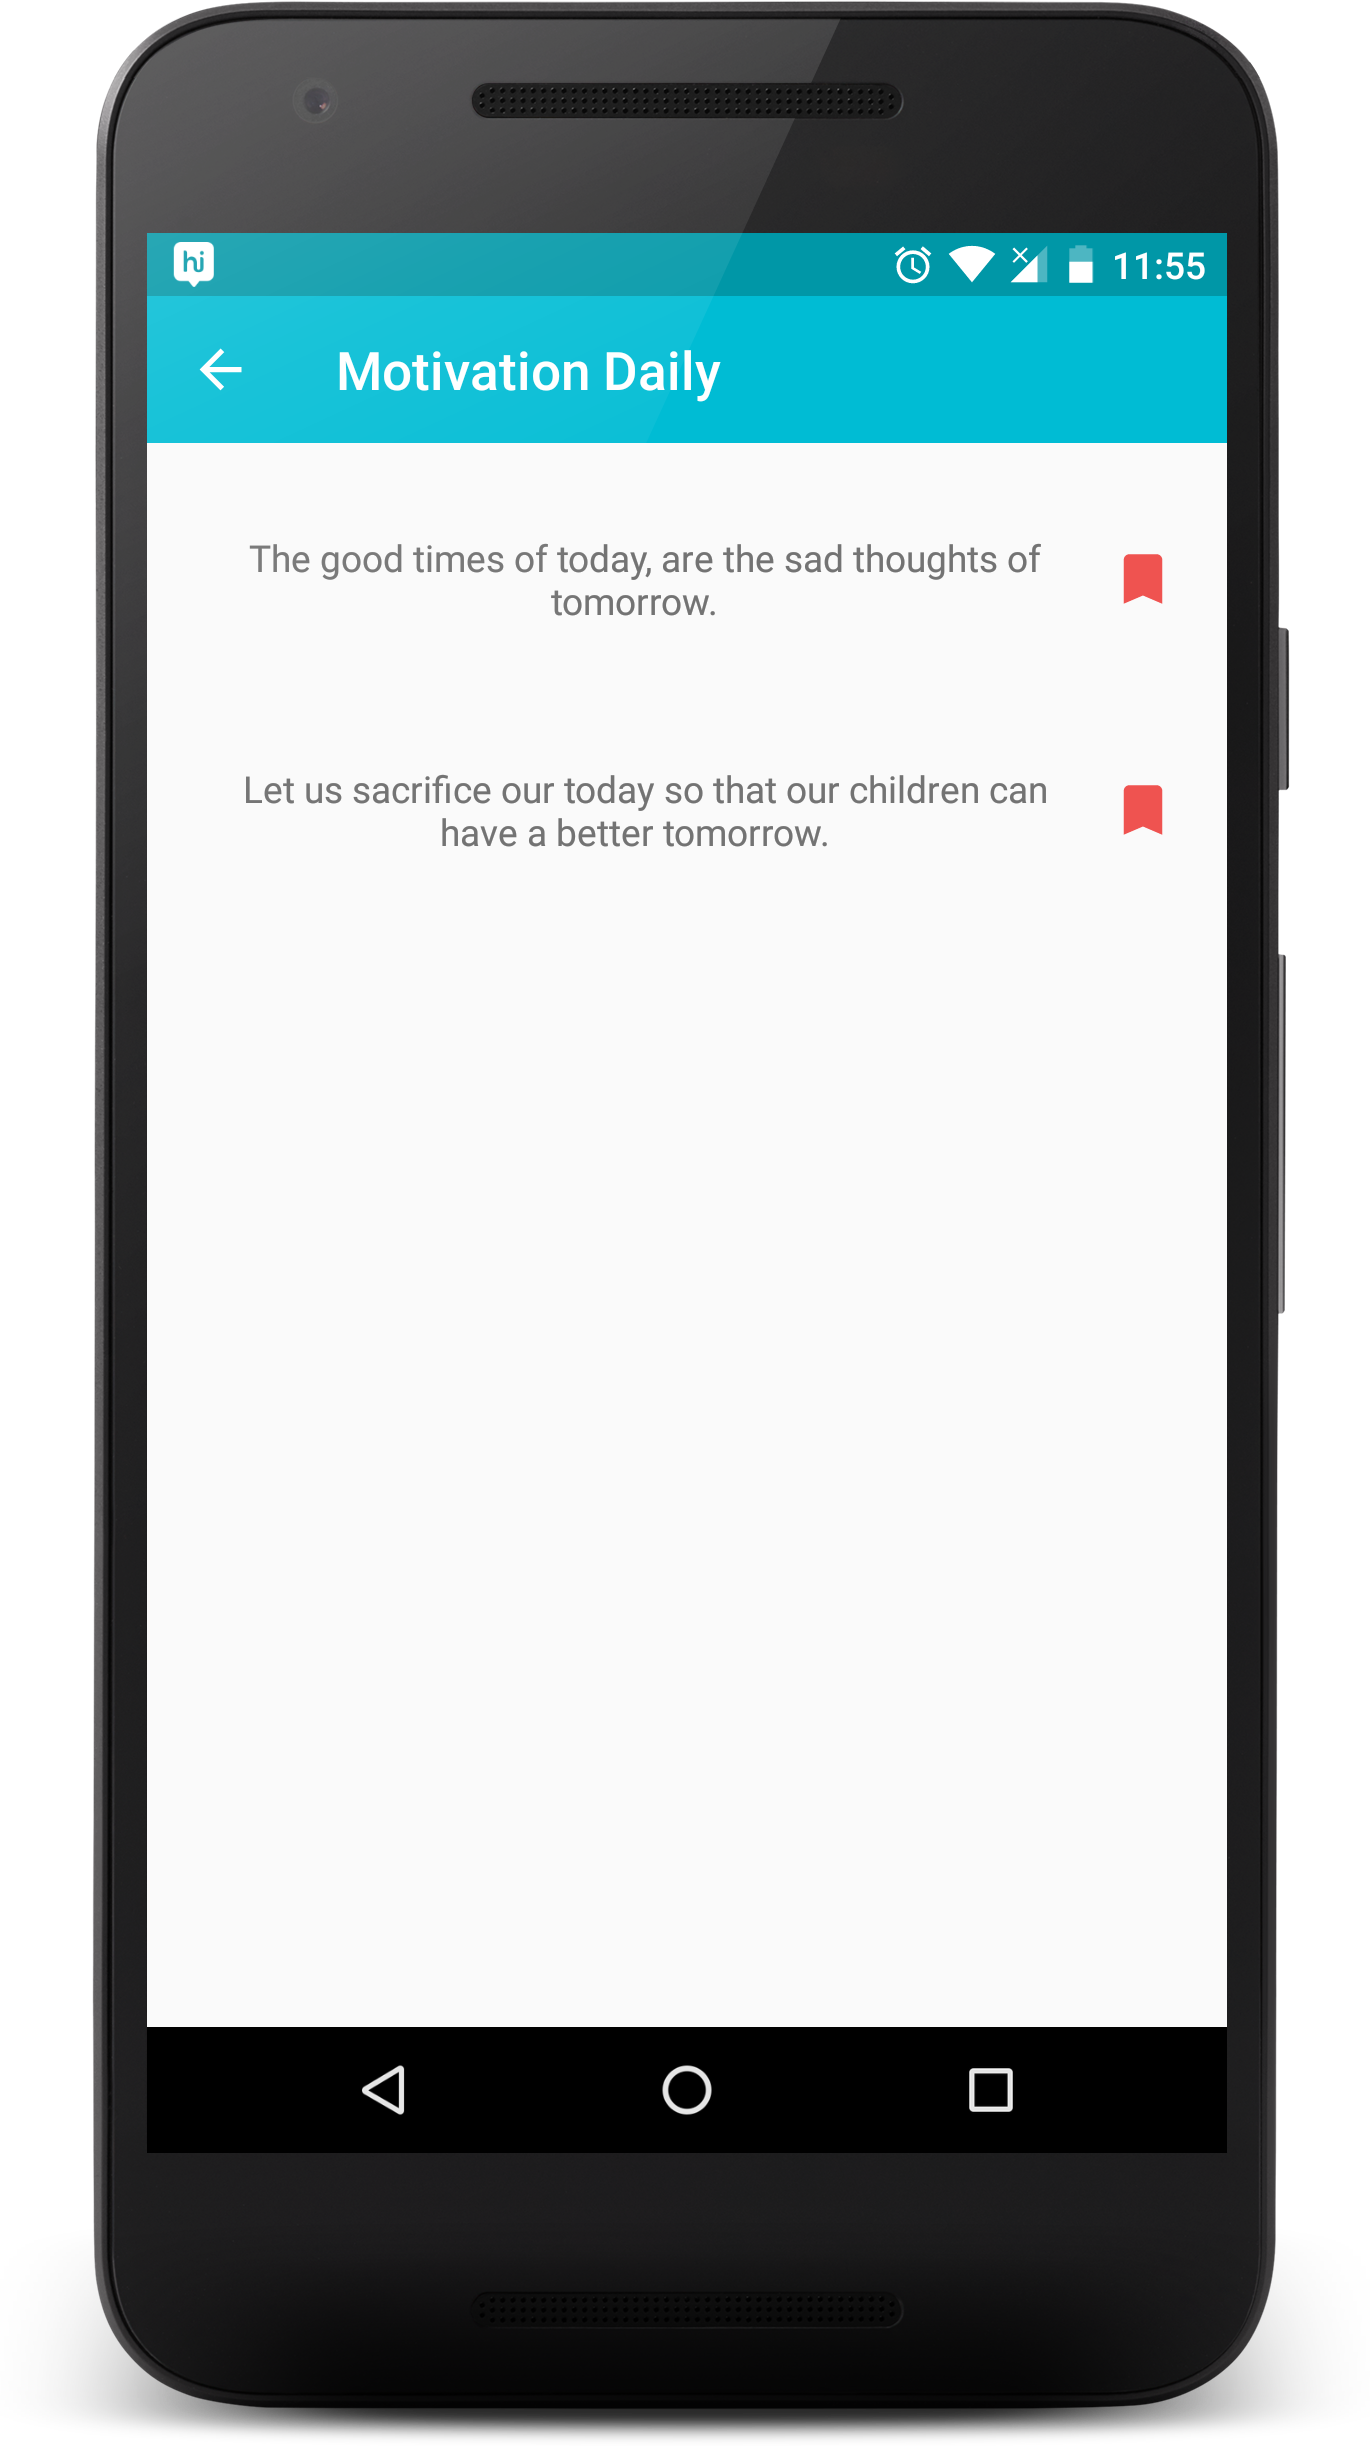 hi
11:55
Motivation Daily
The good times of today, are the sad thoughts of
tomorrow.
Let us sacrifice our today so that our children can
have a better tomorrow.